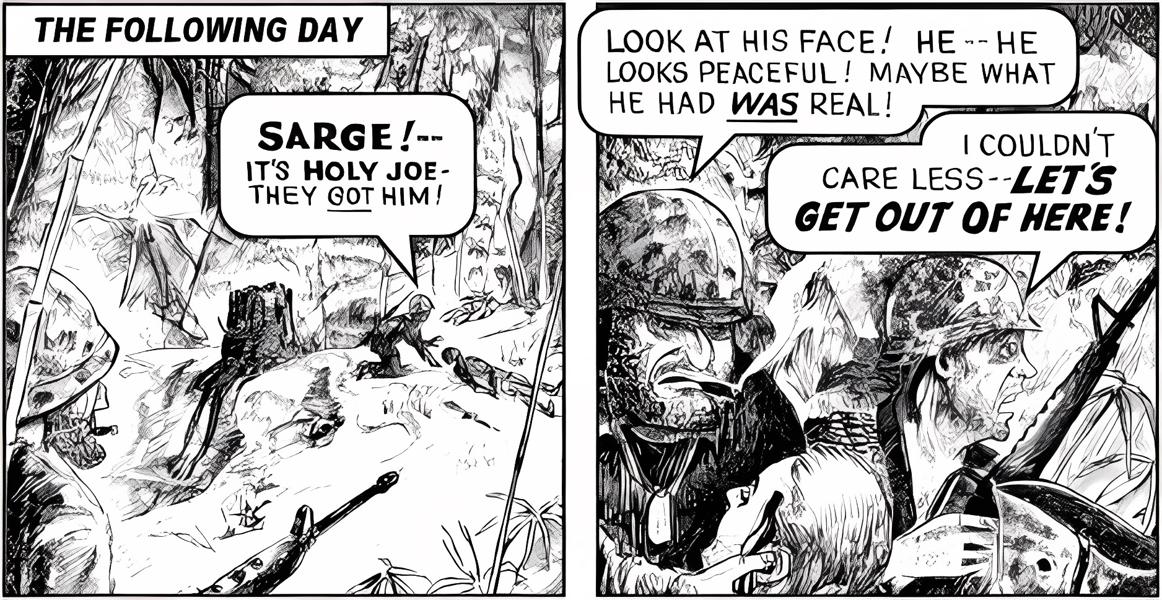 THE FOLLOWING DAY
SARGE!--
IT'S HOLY JOE-
THEY GOT HIM!
LOOK AT HIS FACE! HE--HE
LOOKS PEACEFUL! MAYBE WHAT
HE HAD WAS REAL!
I COULDN'T
CARE LESS--LET'S
GET OUT OF HERE!